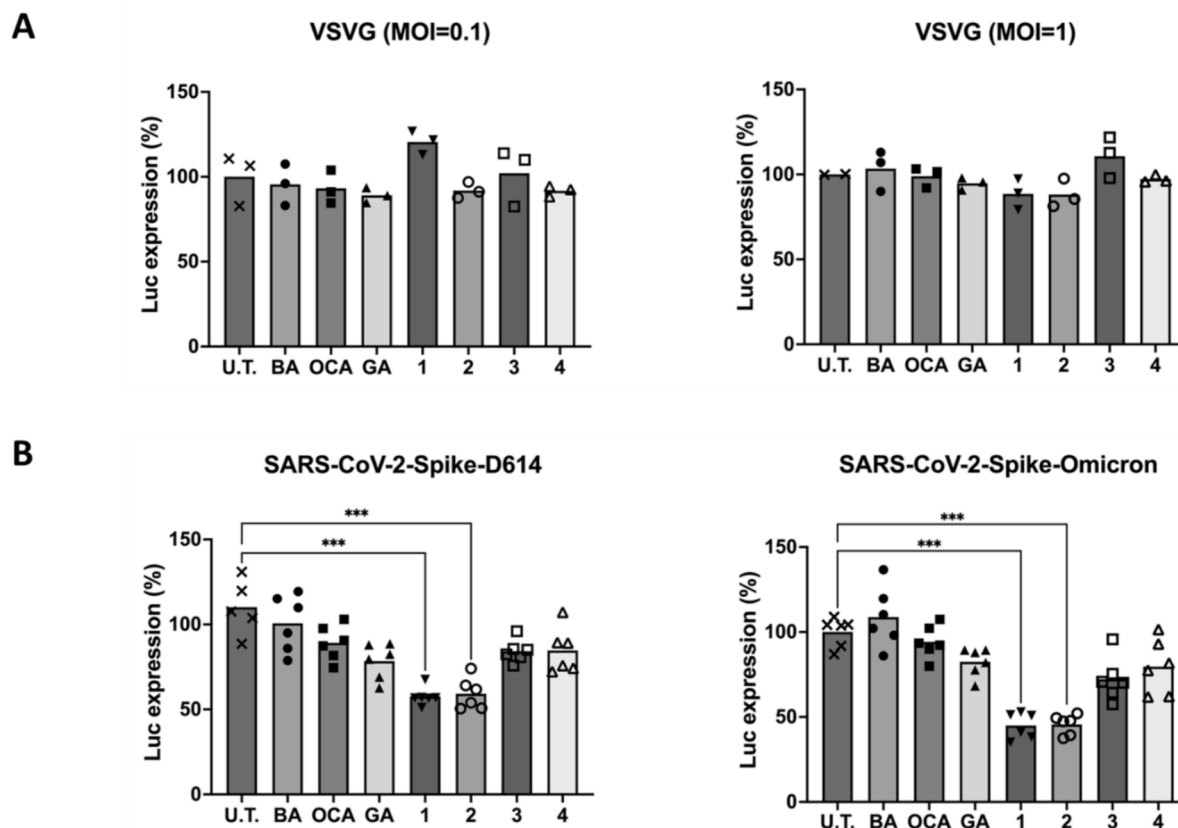 A
VSVG (MOI=0.1)
Luc expression (%)
150
100
50
0
U.T. BA OCA GA 1 2 3 4
VSVG (MOI=1)
Luc expression (%)
150
100
50
0
U.T. BA OCA GA 1 2 3 4
B
SARS-CoV-2-Spike-D614
***
***
Luc expression (%)
150
100
50
0
U.T. BA OCA GA 1 2 3 4
SARS-CoV-2-Spike-Omicron
***
***
Luc expression (%)
150
100
50
0
U.T. BA OCA GA 1 2 3 4